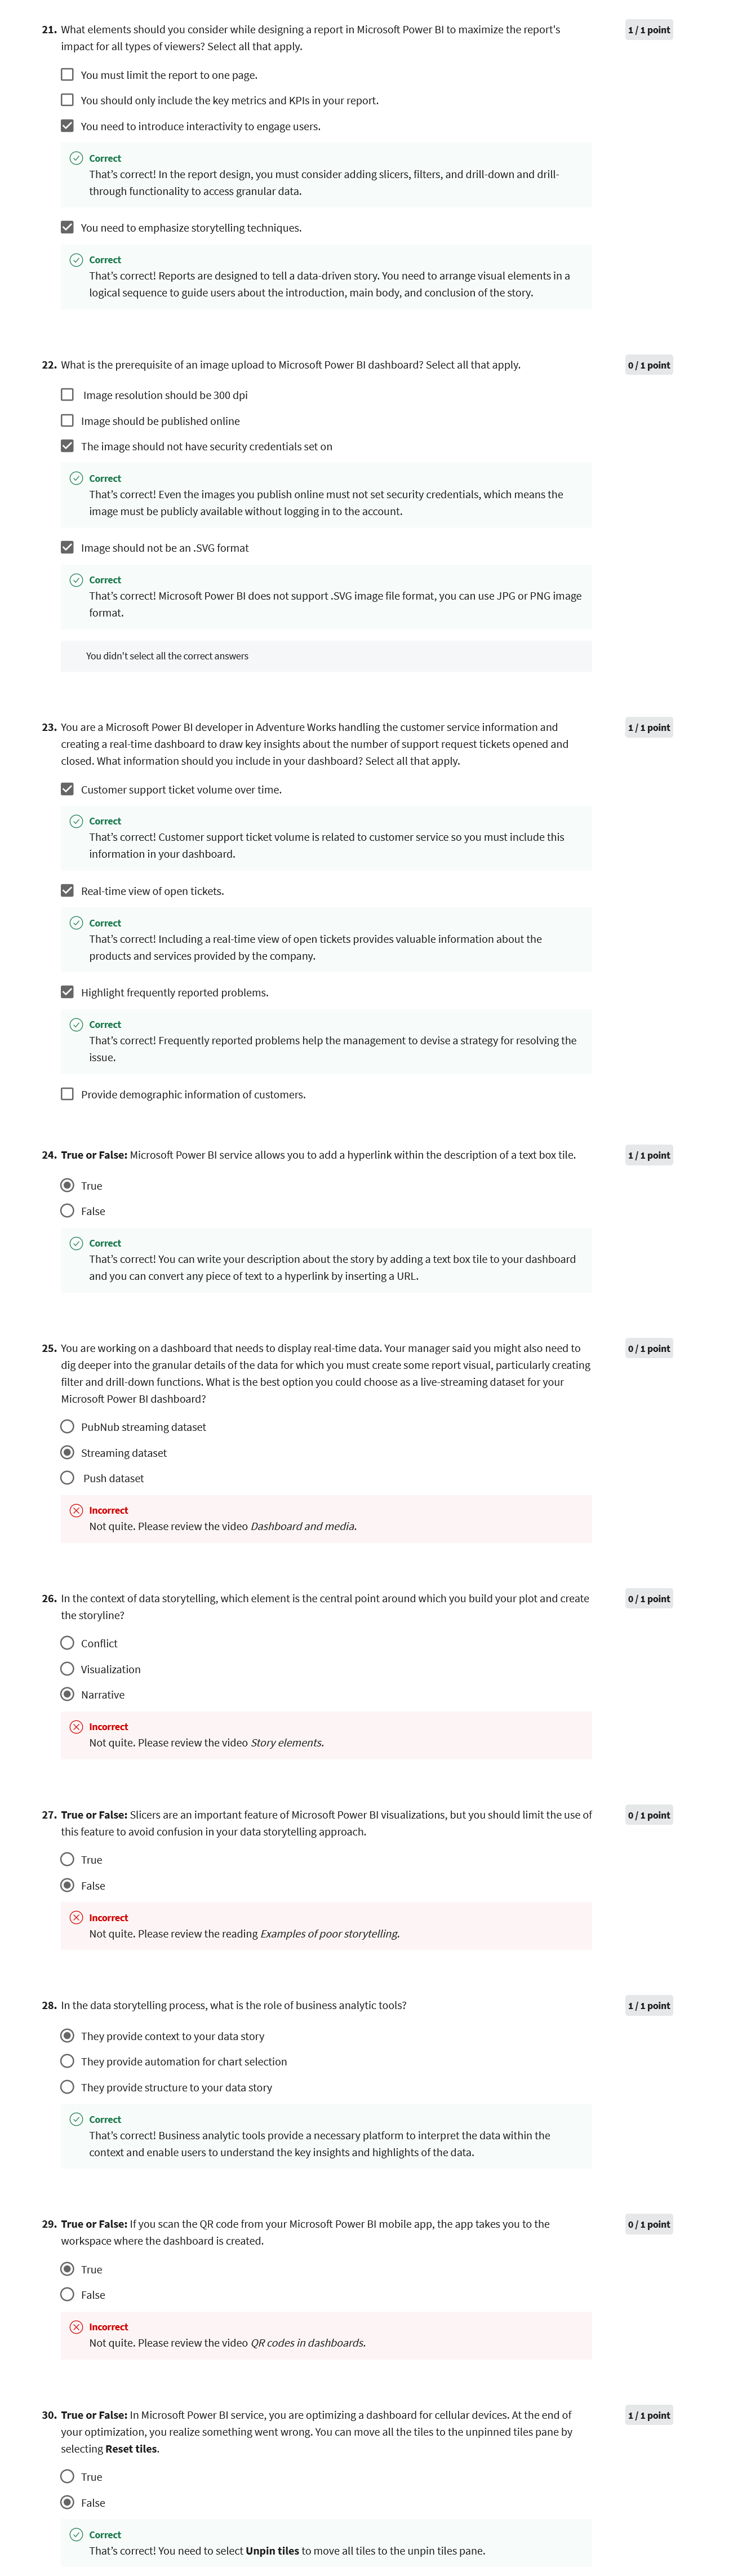 21. What elements should you consider while designing a report in Microsoft Power BI to maximize the report's
impact for all types of viewers? Select all that apply.
1 / 1 point
You must limit the report to one page.
You should only include the key metrics and KPIs in your report.
You need to introduce interactivity to engage users.
Correct
That's correct! In the report design, you must consider adding slicers, filters, and drill-down and drill-
through functionality to access granular data.
You need to emphasize storytelling techniques.
Correct
That's correct! Reports are designed to tell a data-driven story. You need to arrange visual elements in a
logical sequence to guide users about the introduction, main body, and conclusion of the story.
22. What is the prerequisite of an image upload to Microsoft Power BI dashboard? Select all that apply.
0 / 1 point
Image resolution should be 300 dpi
Image should be published online
The image should not have security credentials set on
Correct
That's correct! Even the images you publish online must not set security credentials, which means the
image must be publicly available without logging in to the account.
Image should not be an .SVG format
Correct
That's correct! Microsoft Power BI does not support .SVG image file format, you can use JPG or PNG image
format.
You didn't select all the correct answers
23. You are a Microsoft Power BI developer in Adventure Works handling the customer service information and
creating a real-time dashboard to draw key insights about the number of support request tickets opened and
closed. What information should you include in your dashboard? Select all that apply.
1 / 1 point
Customer support ticket volume over time.
Correct
That's correct! Customer support ticket volume is related to customer service so you must include this
information in your dashboard.
Real-time view of open tickets.
Correct
That's correct! Including a real-time view of open tickets provides valuable information about the
products and services provided by the company.
Highlight frequently reported problems.
Correct
That's correct! Frequently reported problems help the management to devise a strategy for resolving the
issue.
Provide demographic information of customers.
24. True or False: Microsoft Power BI service allows you to add a hyperlink within the description of a text box tile.
1 / 1 point
True
False
Correct
That's correct! You can write your description about the story by adding a text box tile to your dashboard
and you can convert any piece of text to a hyperlink by inserting a URL.
25. You are working on a dashboard that needs to display real-time data. Your manager said you might also need to
dig deeper into the granular details of the data for which you must create some report visual, particularly creating
filter and drill-down functions. What is the best option you could choose as a live-streaming dataset for your
Microsoft Power BI dashboard?
0 / 1 point
PubNub streaming dataset
Streaming dataset
Push dataset
Incorrect
Not quite. Please review the video Dashboard and media.
26. In the context of data storytelling, which element is the central point around which you build your plot and create
the storyline?
0 / 1 point
Conflict
Visualization
Narrative
Incorrect
Not quite. Please review the video Story elements.
27. True or False: Slicers are an important feature of Microsoft Power BI visualizations, but you should limit the use of
this feature to avoid confusion in your data storytelling approach.
0 / 1 point
True
False
Incorrect
Not quite. Please review the reading Examples of poor storytelling.
28. In the data storytelling process, what is the role of business analytic tools?
1 / 1 point
They provide context to your data story
They provide automation for chart selection
They provide structure to your data story
Correct
That's correct! Business analytic tools provide a necessary platform to interpret the data within the
context and enable users to understand the key insights and highlights of the data.
29. True or False: If you scan the QR code from your Microsoft Power BI mobile app, the app takes you to the
workspace where the dashboard is created.
0 / 1 point
True
False
Incorrect
Not quite. Please review the video QR codes in dashboards.
30. True or False: In Microsoft Power BI service, you are optimizing a dashboard for cellular devices. At the end of
your optimization, you realize something went wrong. You can move all the tiles to the unpinned tiles pane by
selecting Reset tiles.
1 / 1 point
True
False
Correct
That's correct! You need to select Unpin tiles to move all tiles to the unpin tiles pane.